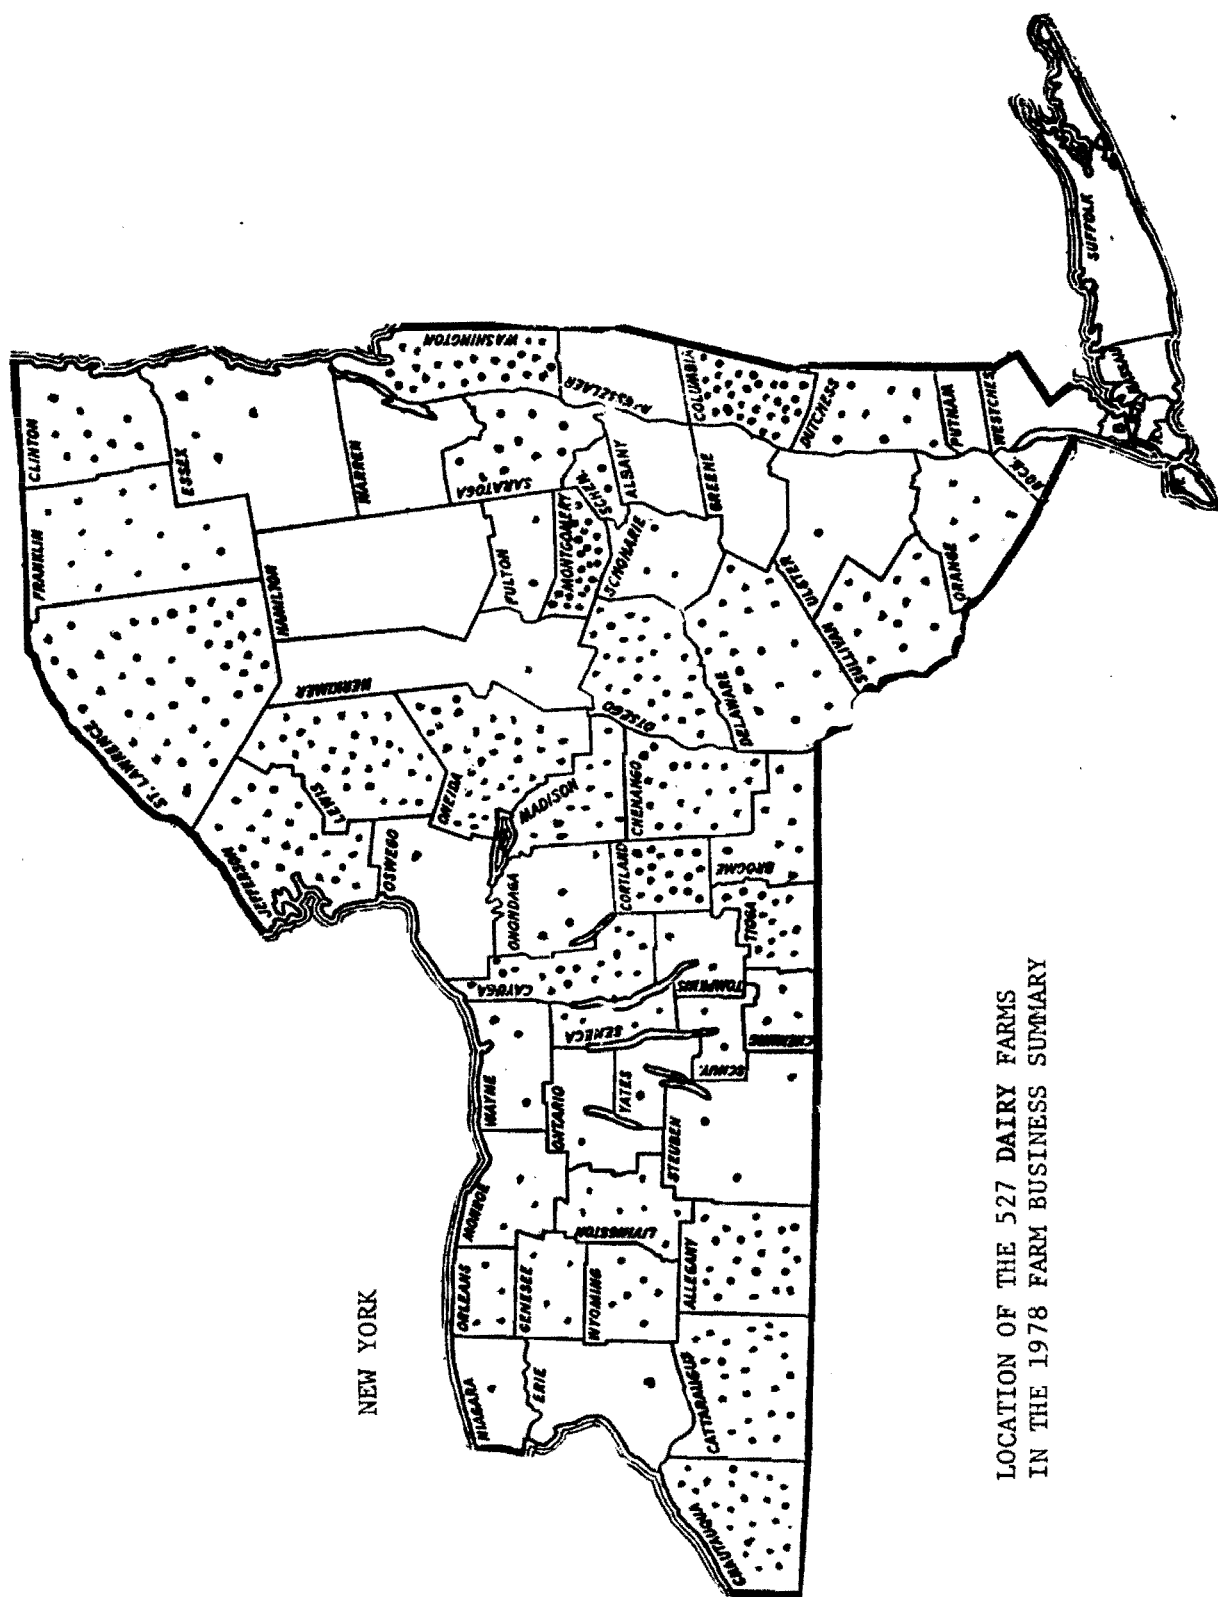 NEW YORK
CLINTON
FRANKLIN
ESSEX
ST. LAWRENCE
HAMILTON
WARREN
WASHINGTON
HERKIMER
JEFFERSON
LEWIS
OSWEGO
ONEIDA
FULTON
SARATOGA
MONTGOMERY
SCHEN.
SCHOHARIE
ALBANY
RENSSELAER
COLUMBIA
GREENE
OTSEGO
MADISON
ONONDAGA
CAYUGA
WAYNE
MONROE
ORLEANS
NIAGARA
ERIE
GENESEE
WYOMING
LIVINGSTON
ONTARIO
YATES
SENECA
CORTLAND
CHENANGO
DELAWARE
ULSTER
DUTCHESS
PUTNAM
WESTCHES.
ROCK.
ORANGE
SULLIVAN
BROOME
TIOGA
TOMPKINS
CHEMUNG
SCHUY.
STEUBEN
ALLEGANY
CATTARAUGUS
CHAUTAUQUA
SUFFOLK
NASSAU
LOCATION OF THE 527 DAIRY FARMS
IN THE 1978 FARM BUSINESS SUMMARY